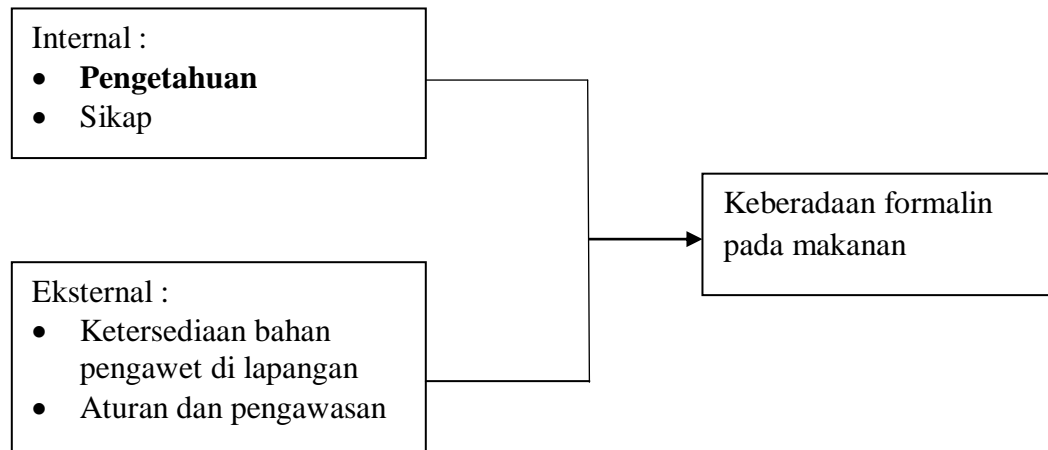 Internal :
• Pengetahuan
• Sikap
Keberadaan formalin
pada makanan
Eksternal :
• Ketersediaan bahan
pengawet di lapangan
• Aturan dan pengawasan